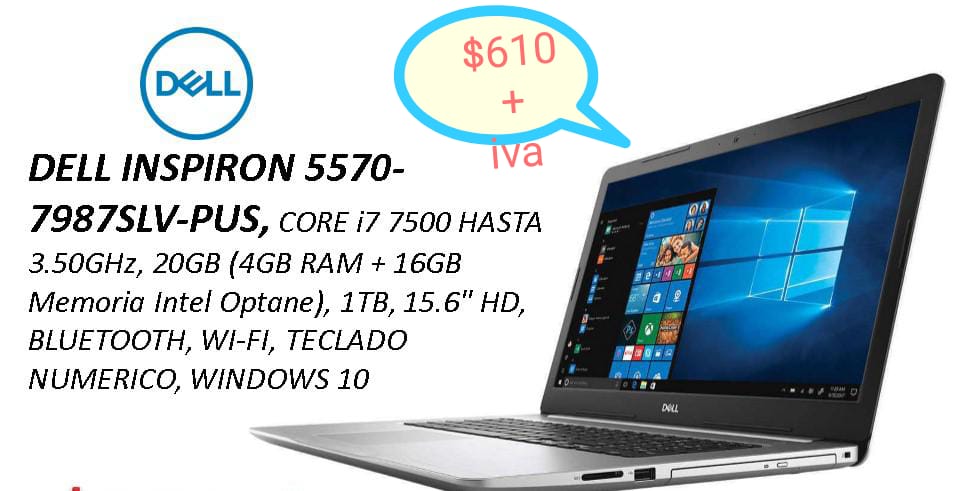 DELL
$610
+
iva
DELL INSPIRON 5570-
7987SLV-PUS, CORE i7 7500 HASTA
3.50GHz, 20GB (4GB RAM + 16GB
Memoria Intel Optane), 1TB, 15.6" HD,
BLUETOOTH, WI-FI, TECLADO
NUMERICO, WINDOWS 10
DELL